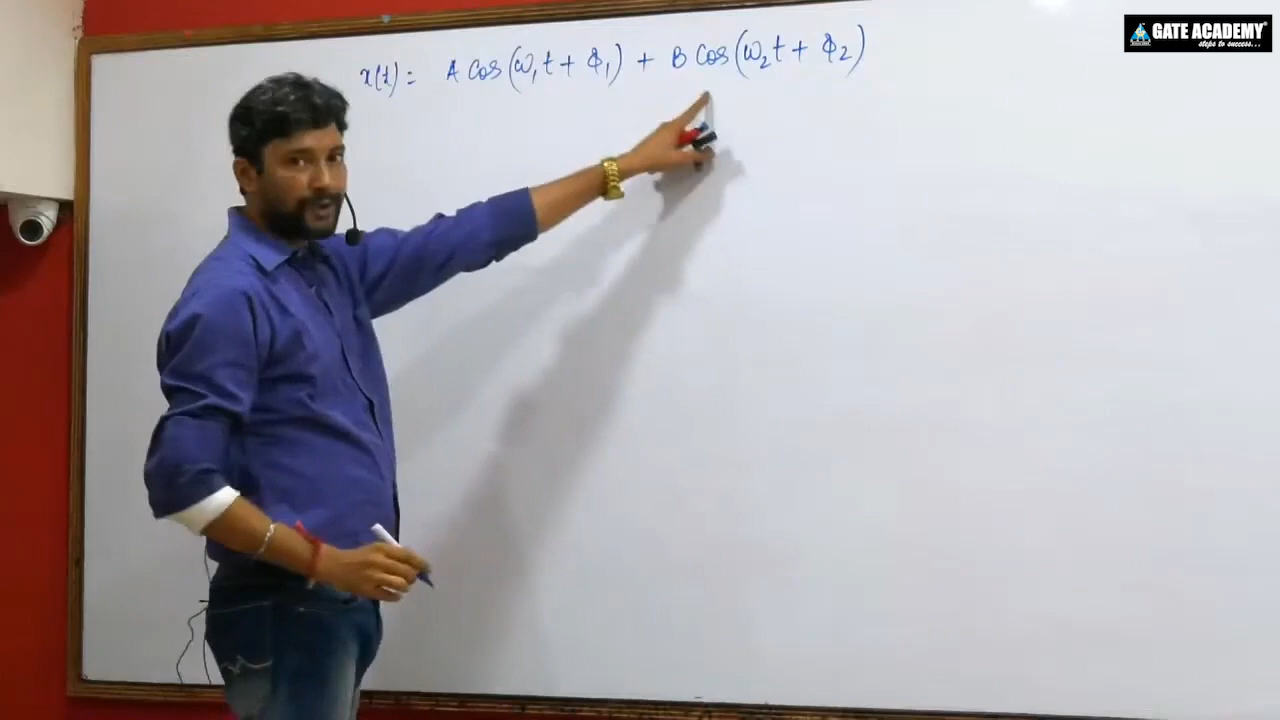 x(t) = A Cos(ω₁t + φ₁) + B Cos(ω₂t + φ₂)
GATE ACADEMY®
steps to success...